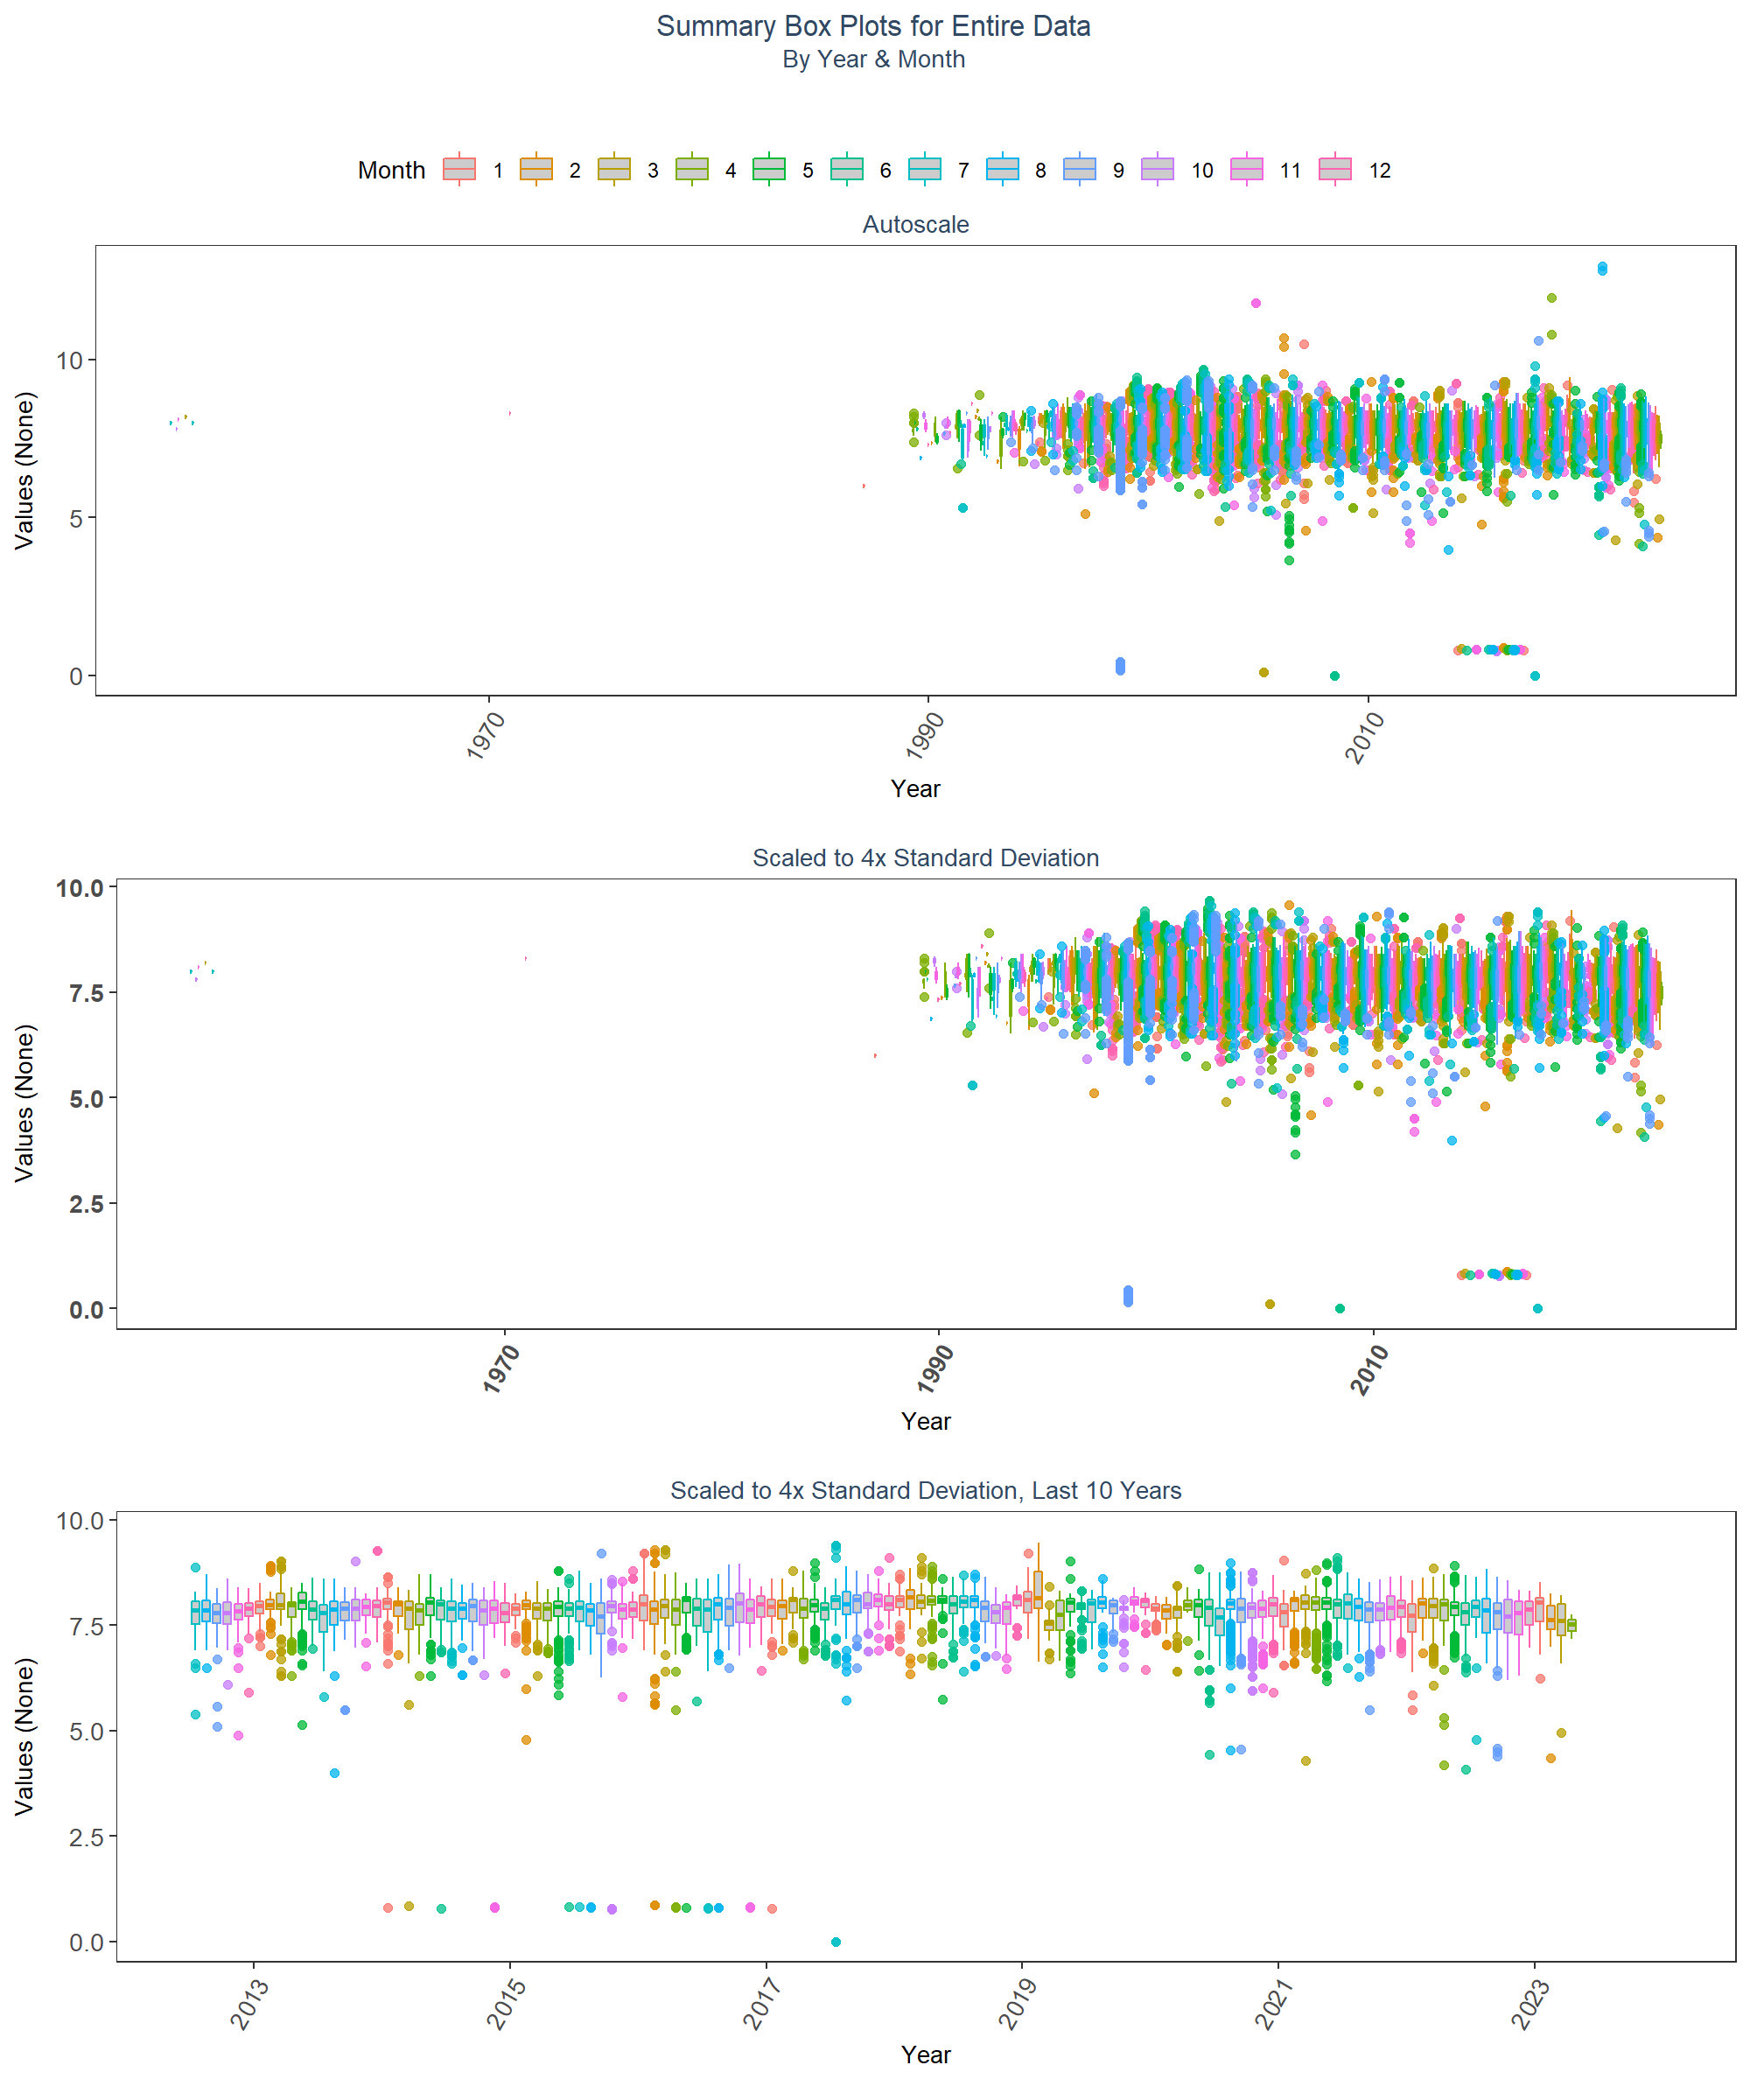 Summary Box Plots for Entire Data
By Year & Month
Month 1 2 3 4 5 6 7 8 9 10 11 12
Autoscale
Values (None)
10
5
0
1970 1990 2010
Year
Scaled to 4x Standard Deviation
Values (None)
10.0
7.5
5.0
2.5
0.0
1970 1990 2010
Year
Scaled to 4x Standard Deviation, Last 10 Years
Values (None)
10.0
7.5
5.0
2.5
0.0
2013 2015 2017 2019 2021 2023
Year